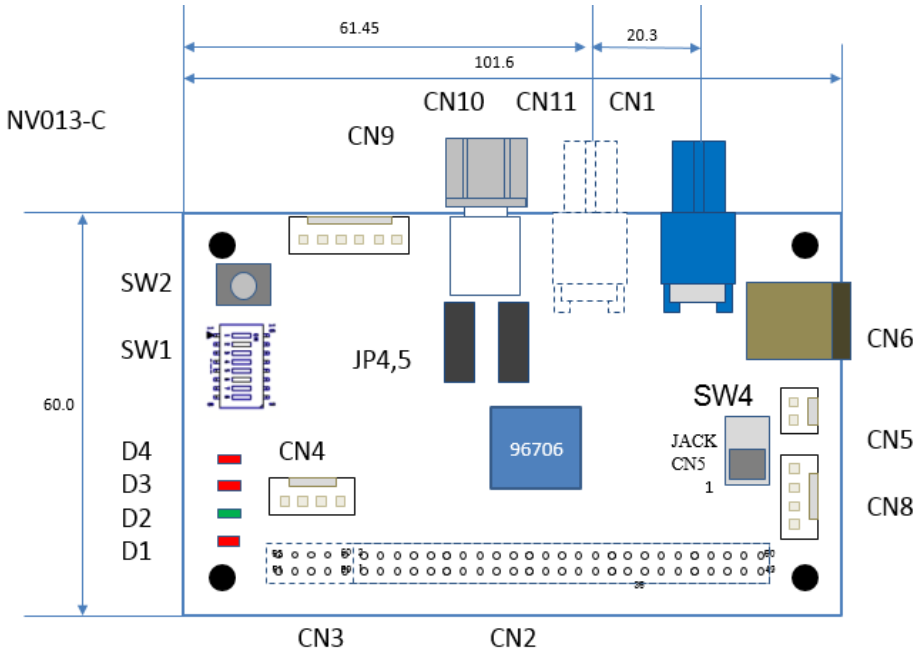 61.45
20.3
101.6
CN10 CN11 CN1
NV013-C
CN9
SW2
SW1
JP4,5
CN6
SW4
60.0
JACK
CN5
CN5
96706
D4
CN4
D3
1
CN8
D2
D1
CN3
CN2